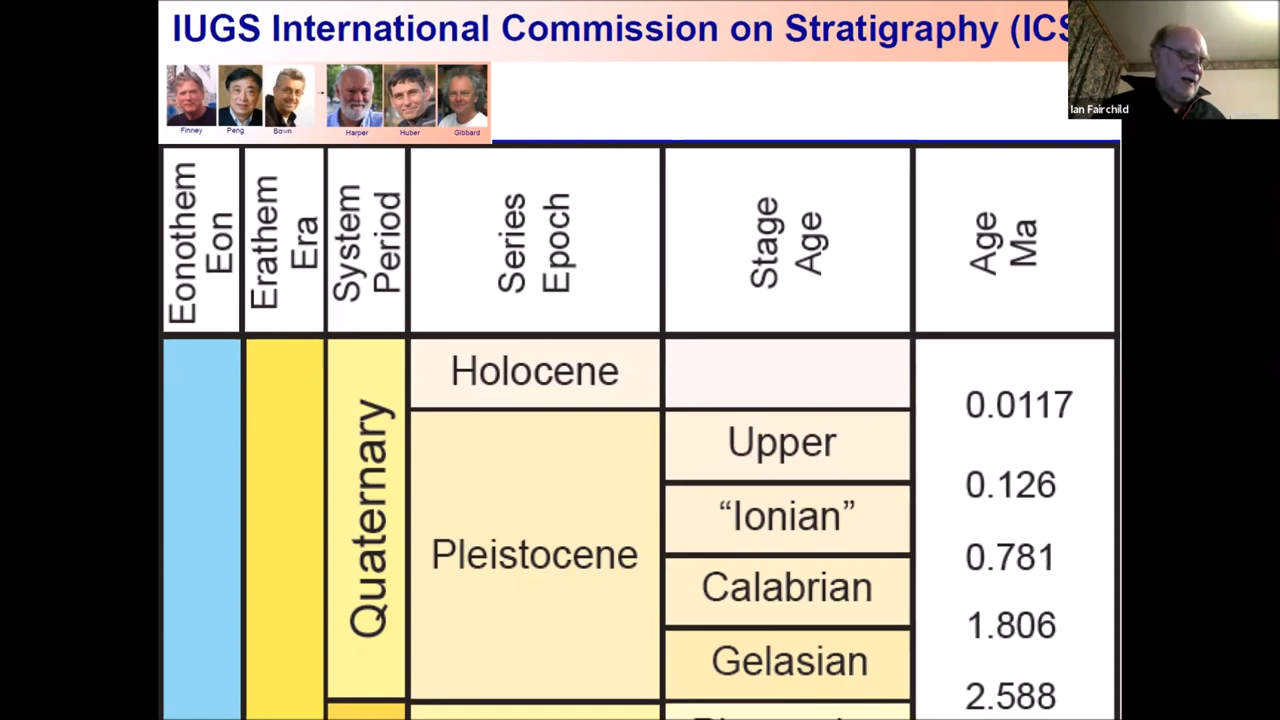 IUGS International Commission on Stratigraphy (ICS
Ian Fairchild
Finney Peng Bown Harper Huber Gibbard
Eonothem
Eon
Erathem
Era
System
Period
Series
Epoch
Stage
Age
Age
Ma
Quaternary
Holocene
0.0117
Pleistocene
Upper
0.126
“Ionian”
0.781
Calabrian
1.806
Gelasian
2.588